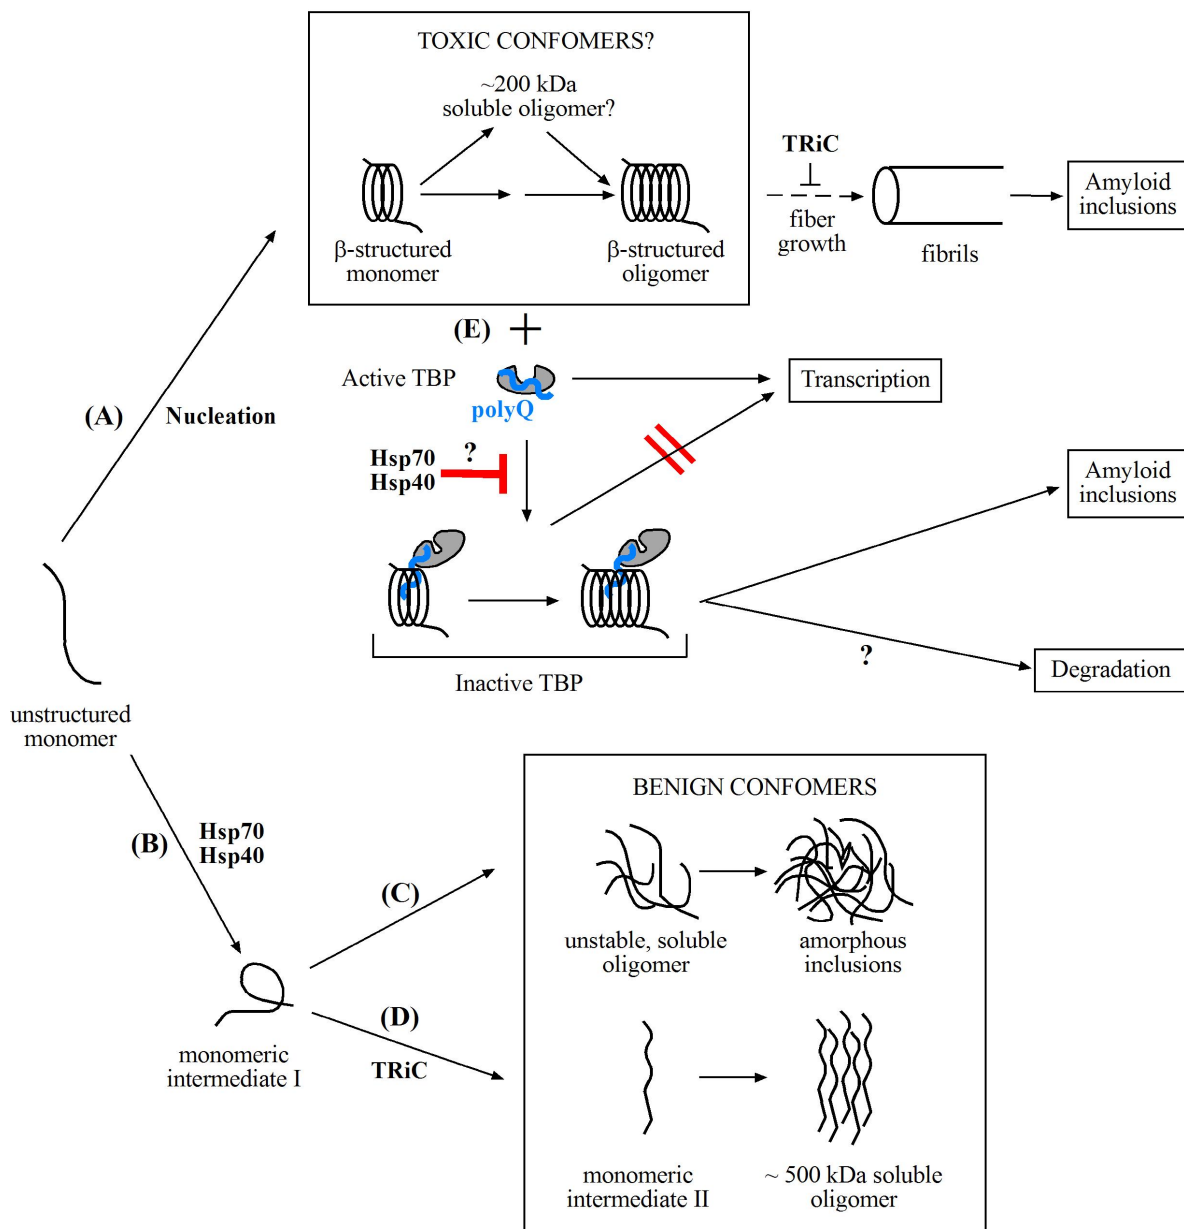 TOXIC CONFOMERS?
~200 kDa
soluble oligomer?
β-structured
monomer
β-structured
oligomer
TRiC
fiber
growth
fibrils
Amyloid
inclusions
(E)
Active TBP
polyQ
Transcription
(A)
Nucleation
Hsp70
Hsp40
?
Amyloid
inclusions
Inactive TBP
?
Degradation
unstructured
monomer
(B)
Hsp70
Hsp40
monomeric
intermediate I
(C)
(D)
TRiC
BENIGN CONFOMERS
unstable, soluble
oligomer
amorphous
inclusions
monomeric
intermediate II
~ 500 kDa soluble
oligomer